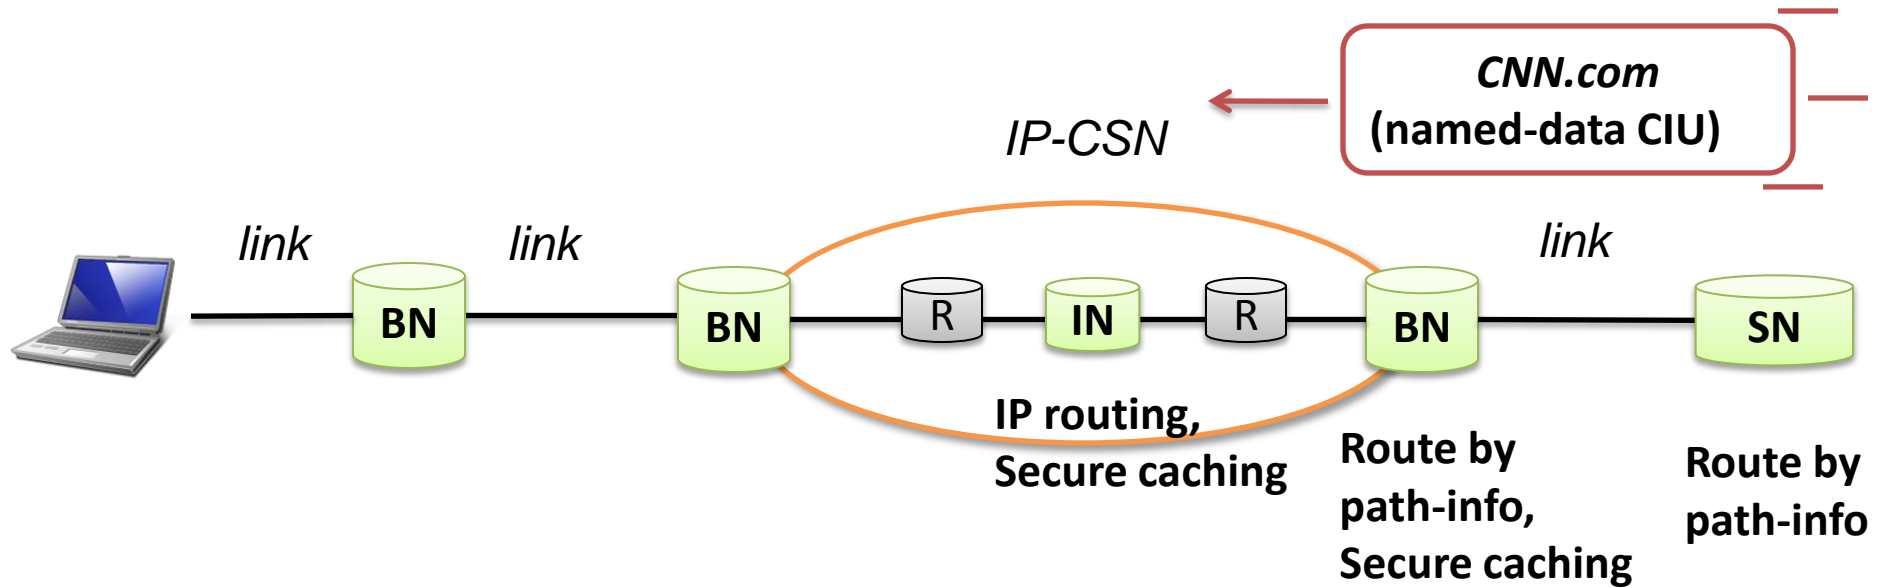 CNN.com
(named-data CIU)
IP-CSN
link
link
link
BN
BN
R
IN
R
BN
SN
IP routing,
Secure caching
Route by
path-info,
Secure caching
Route by
path-info